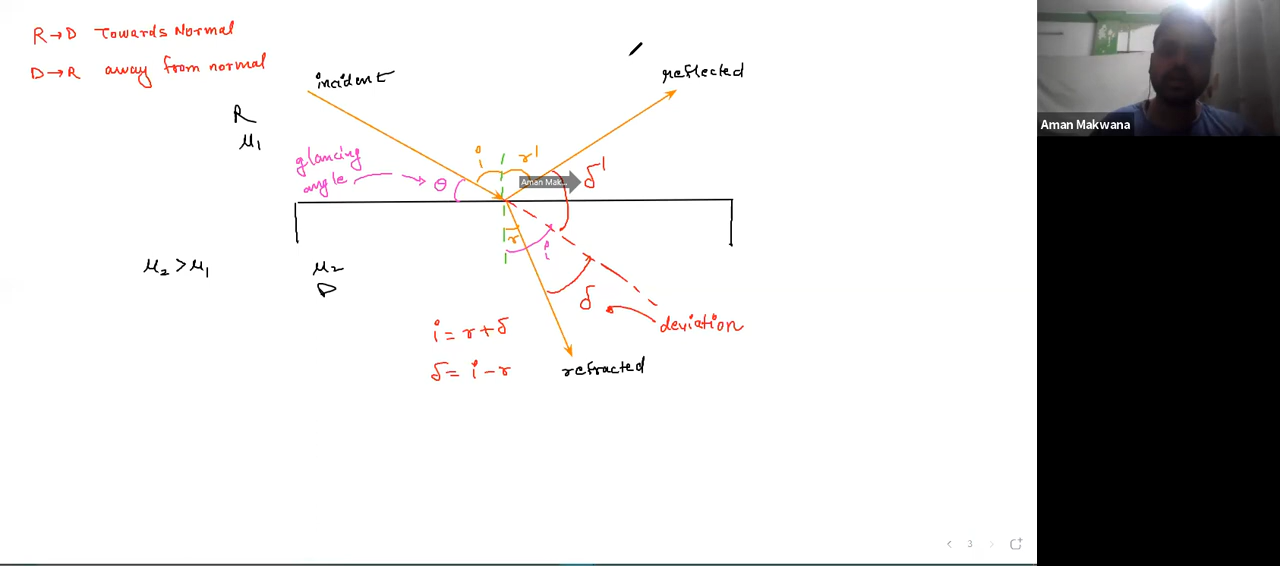 R → D Towards Normal
D → R away from normal
incident
reflected
R
μ₁
glancing
angle
θ
i
r'
Aman Mak...
δ'
Aman Makwana
r
i
μ₂ > μ₁
μ₂
D
δ
deviation
i = r + δ
δ = i - r
refracted
3